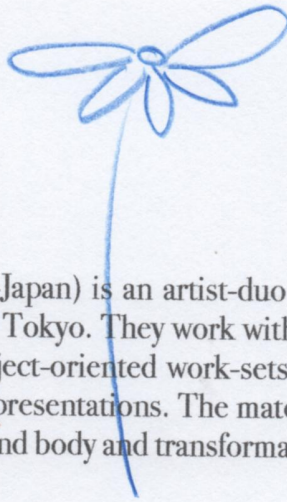 Japan) is an artist-duo
Tokyo. They work with
ject-oriented work-sets
presentations. The mate
nd body and transforma